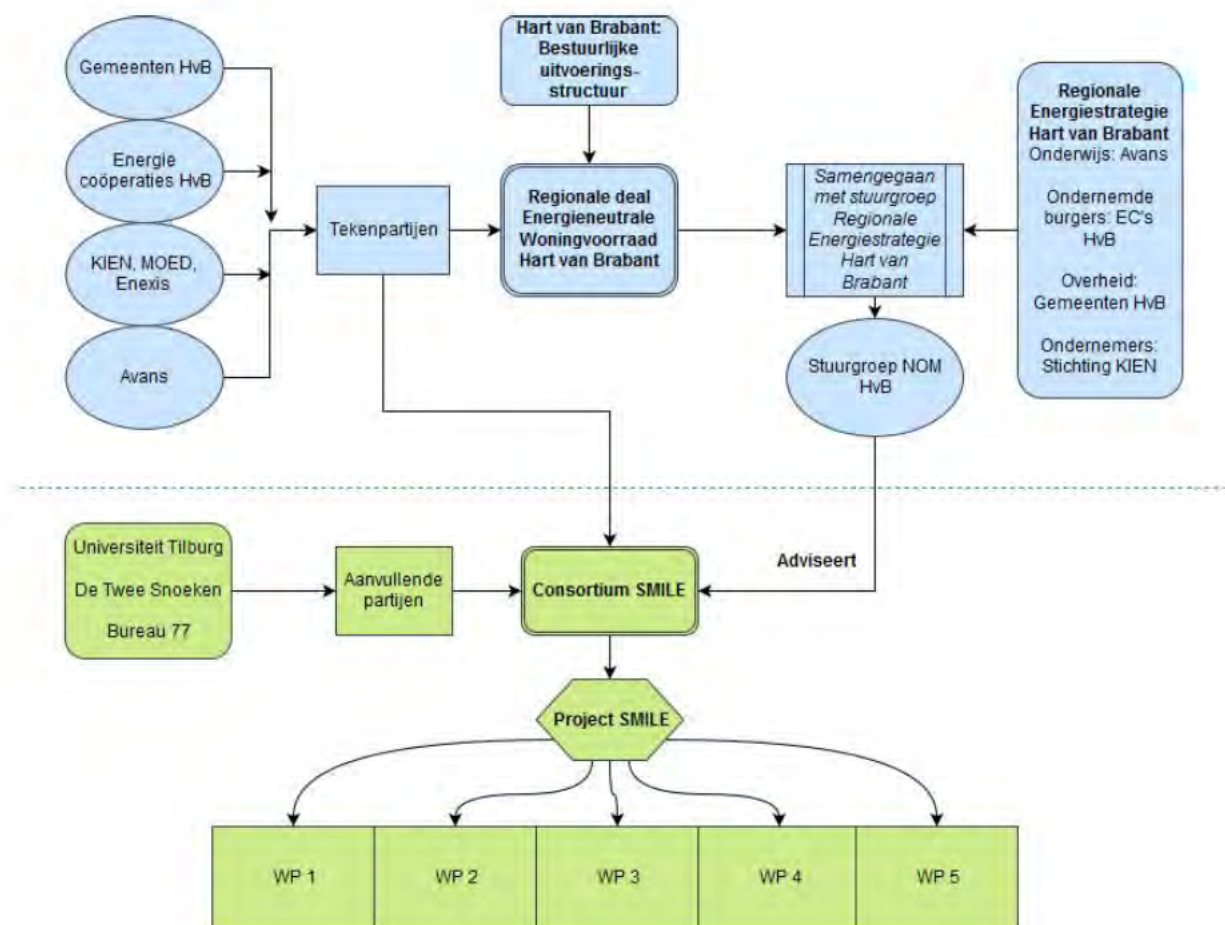 Hart van Brabant:
Bestuurlijke
uitvoerings-
structuur
Gemeenten HvB
Energie
coöperaties HvB
KIEN, MOED,
Enexis
Avans
Tekenpartijen
Regionale deal
Energieneutrale
Woningvoorraad
Hart van Brabant
Samengegaan
met stuurgroep
Regionale
Energiestrategie
Hart van
Brabant
Regionale
Energiestrategie
Hart van Brabant
Onderwijs: Avans
Ondernemde
burgers: EC's
HvB
Overheid:
Gemeenten HvB
Ondernemers:
Stichting KIEN
Stuurgroep NOM
HvB
Universiteit Tilburg
De Twee Snoeken
Bureau 77
Aanvullende
partijen
Consortium SMILE
Adviseert
Project SMILE
WP 1
WP 2
WP 3
WP 4
WP 5